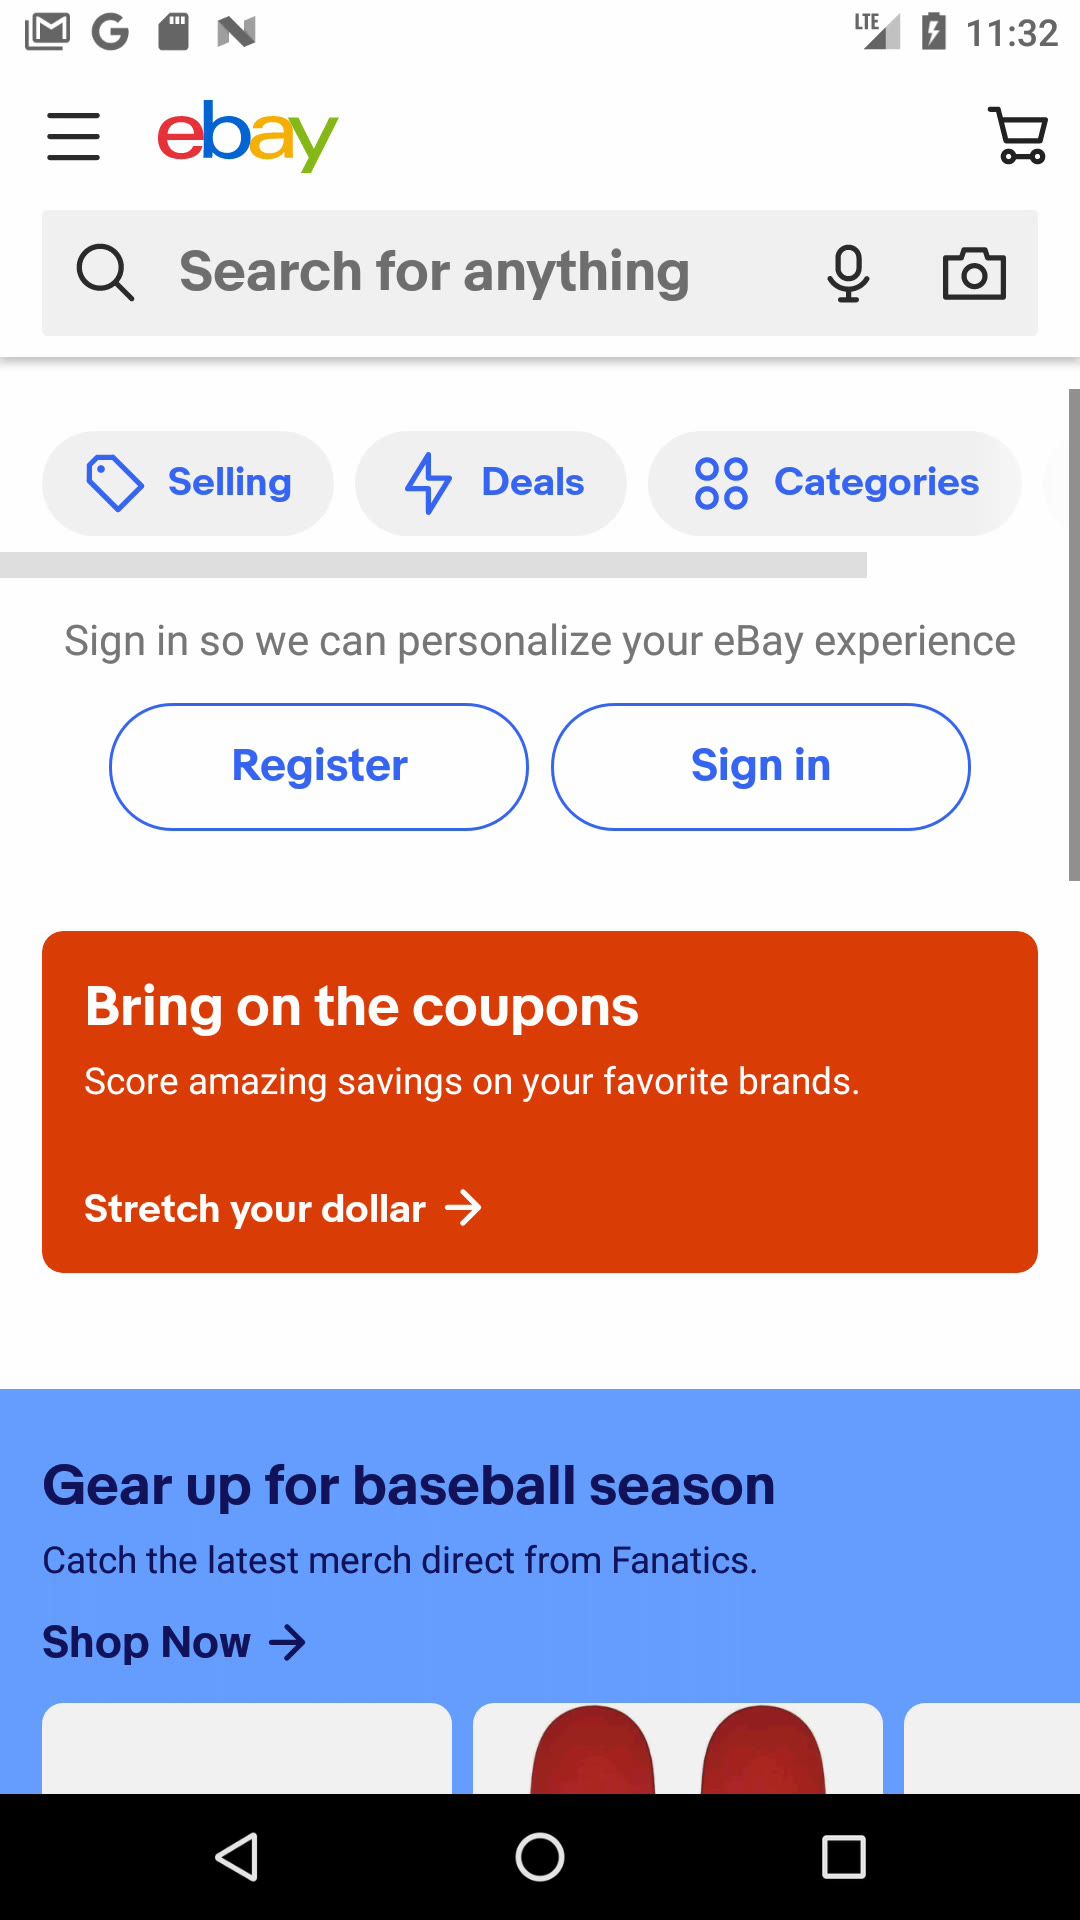 LTE 11:32
ebay
Search for anything
Selling Deals Categories
Sign in so we can personalize your eBay experience
Register Sign in
Bring on the coupons
Score amazing savings on your favorite brands.
Stretch your dollar
Gear up for baseball season
Catch the latest merch direct from Fanatics.
Shop Now